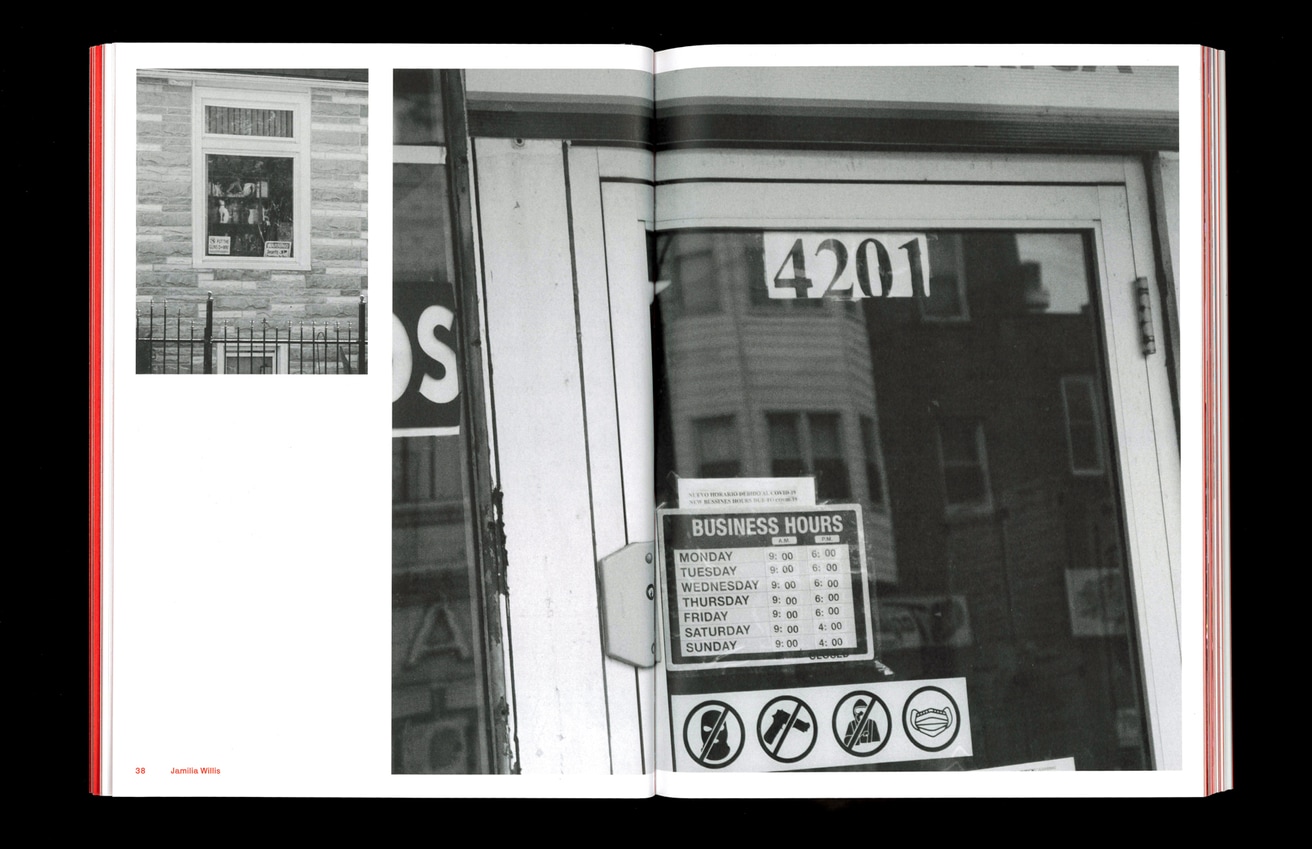 OS
4201
NUEVO HORARIO DEBIDO AL COVID-19
NEW BUSSINES HOURS DUE TO COVID-19
BUSINESS HOURS
A.M. P.M.
MONDAY 9: 00 6: 00
TUESDAY 9: 00 6: 00
WEDNESDAY 9: 00 6: 00
THURSDAY 9: 00 6: 00
FRIDAY 9: 00 6: 00
SATURDAY 9: 00 4: 00
SUNDAY 9: 00 4: 00
CLOSED
38 Jamilia Willis